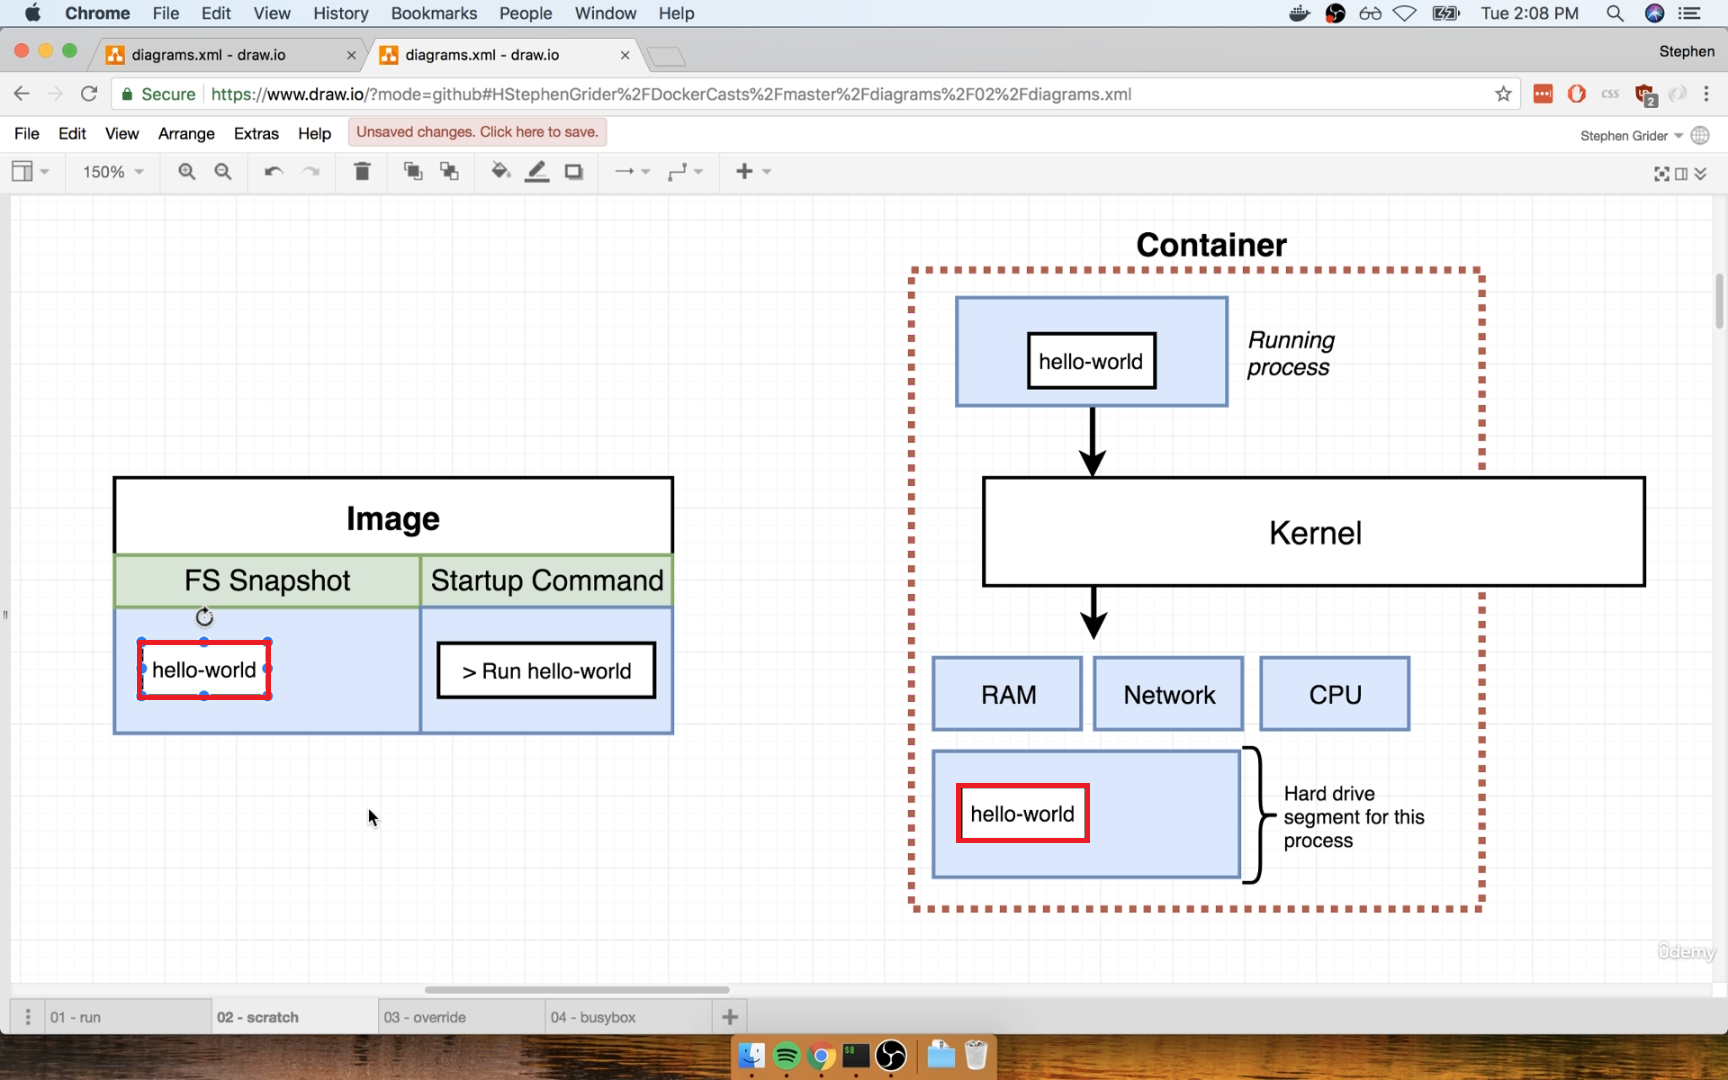 Chrome File Edit View History Bookmarks People Window Help Tue 2:08 PM
diagrams.xml - draw.io diagrams.xml - draw.io Stephen
Secure https://www.draw.io/?mode=github#HStephenGrider%2FDockerCasts%2Fmaster%2Fdiagrams%2F02%2Fdiagrams.xml CSS 2
File Edit View Arrange Extras Help Unsaved changes. Click here to save. Stephen Grider
150%
Container
hello-world
Running
process
Image
FS Snapshot Startup Command
hello-world > Run hello-world
Kernel
RAM Network CPU
hello-world
Hard drive
segment for this
process
ûdemy
01 - run 02 - scratch 03 - override 04 - busybox